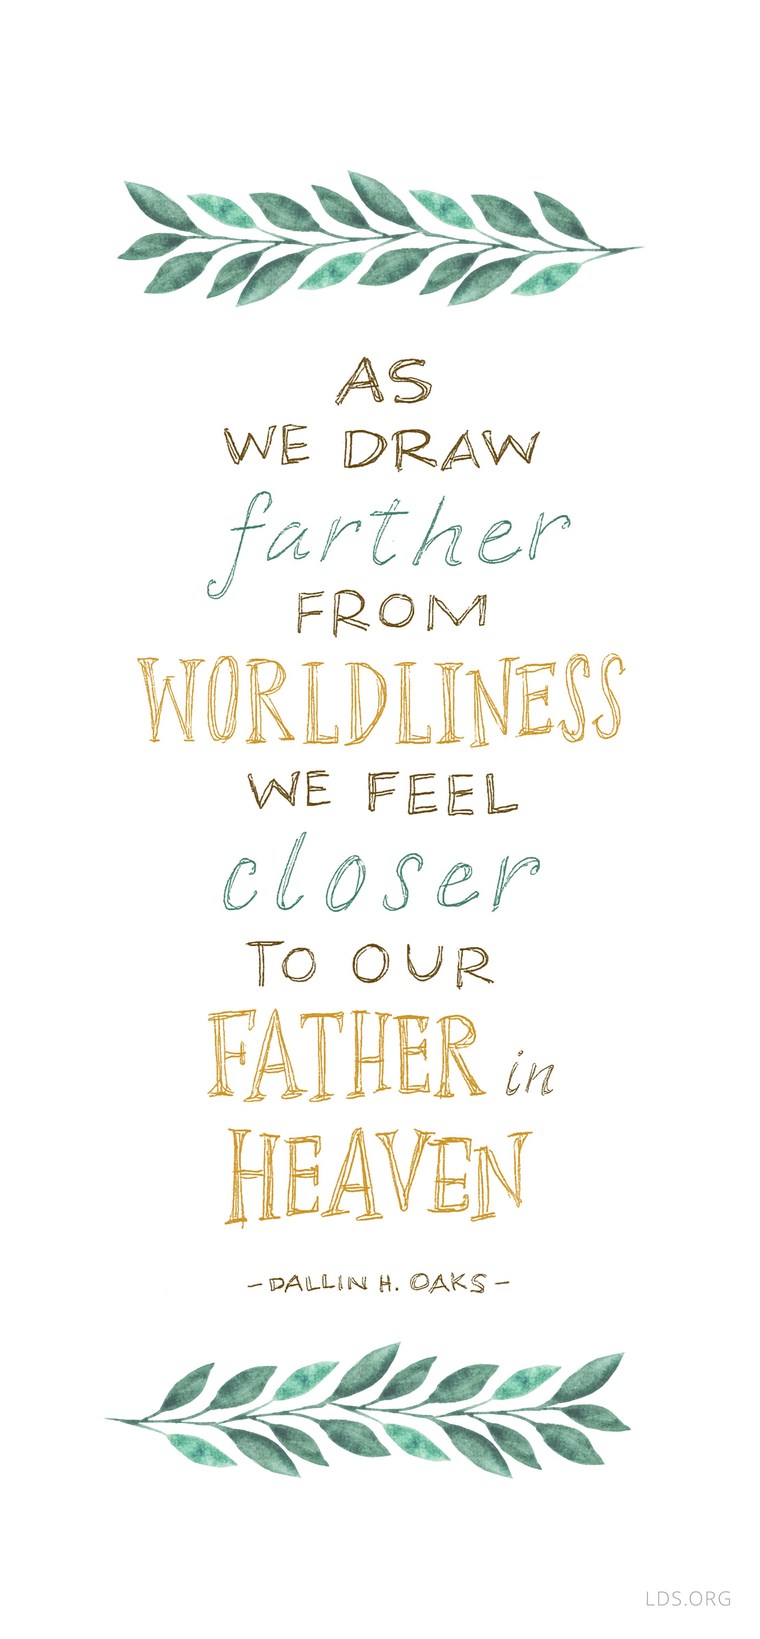 AS
WE DRAW
farther
FROM
WORLDLINESS
WE FEEL
closer
TO OUR
FATHER in
HEAVEN
-DALLIN H. OAKS-
LDS.ORG